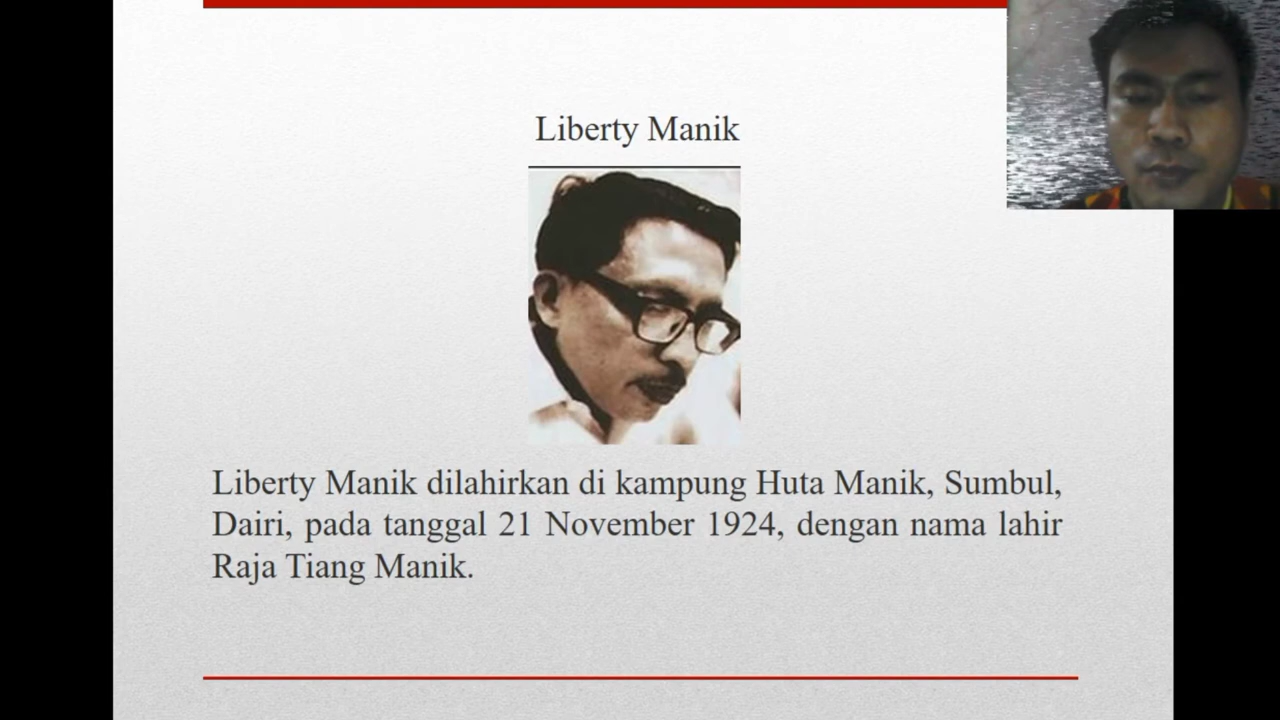 Liberty Manik
Liberty Manik dilahirkan di kampung Huta Manik, Sumbul,
Dairi, pada tanggal 21 November 1924, dengan nama lahir
Raja Tiang Manik.